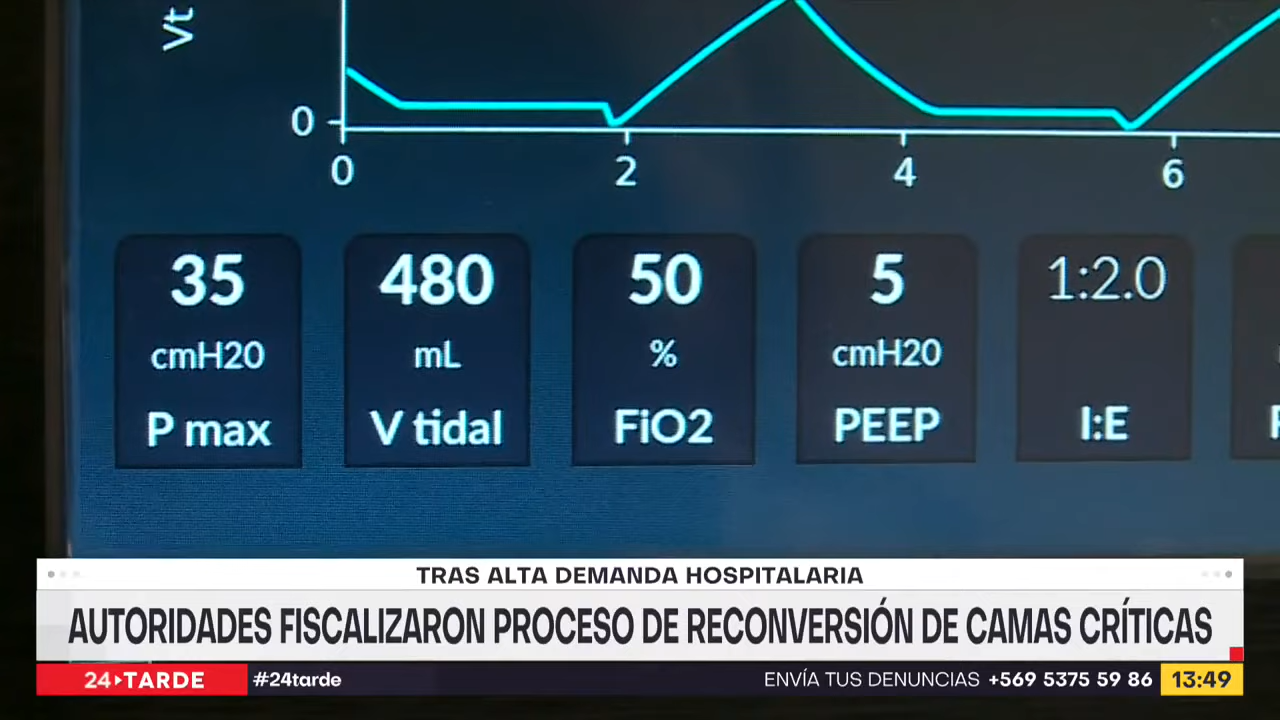 Vt
0
0 2 4 6
35 480 50 5 1:2.0
cmH20 mL % cmH20
P max V tidal FiO2 PEEP I:E
TRAS ALTA DEMANDA HOSPITALARIA
AUTORIDADES FISCALIZARON PROCESO DE RECONVERSIÓN DE CAMAS CRÍTICAS
24 TARDE #24tarde ENVÍA TUS DENUNCIAS +569 5375 59 86 13:49